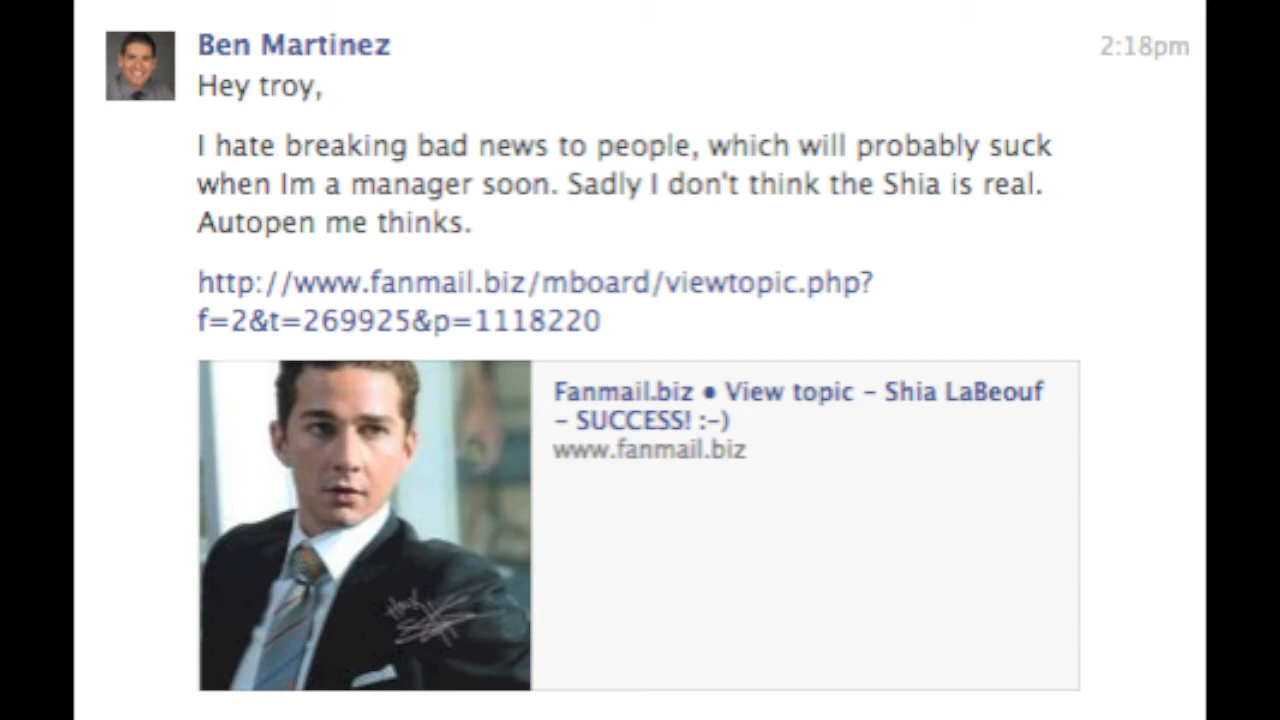 Ben Martinez
2:18pm
Hey troy,
I hate breaking bad news to people, which will probably suck
when Im a manager soon. Sadly I don't think the Shia is real.
Autopen me thinks.
http://www.fanmail.biz/mboard/viewtopic.php?
f=2&t=269925&p=1118220
Fanmail.biz • View topic - Shia LaBeouf
- SUCCESS! :-)
www.fanmail.biz